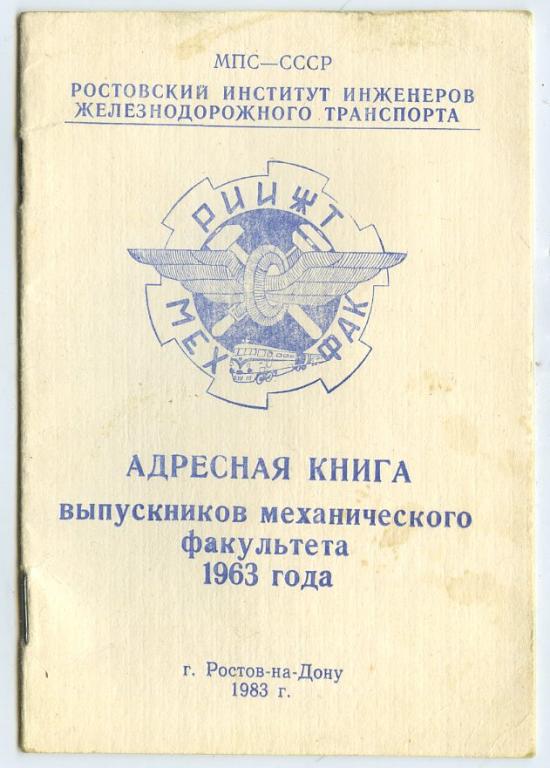 МПС—СССР
РОСТОВСКИЙ ИНСТИТУТ ИНЖЕНЕРОВ
ЖЕЛЕЗНОДОРОЖНОГО ТРАНСПОРТА
РИИЖТ
МЕХ ФАК
АДРЕСНАЯ КНИГА
выпускников механического
факультета
1963 года
г. Ростов-на-Дону
1983 г.